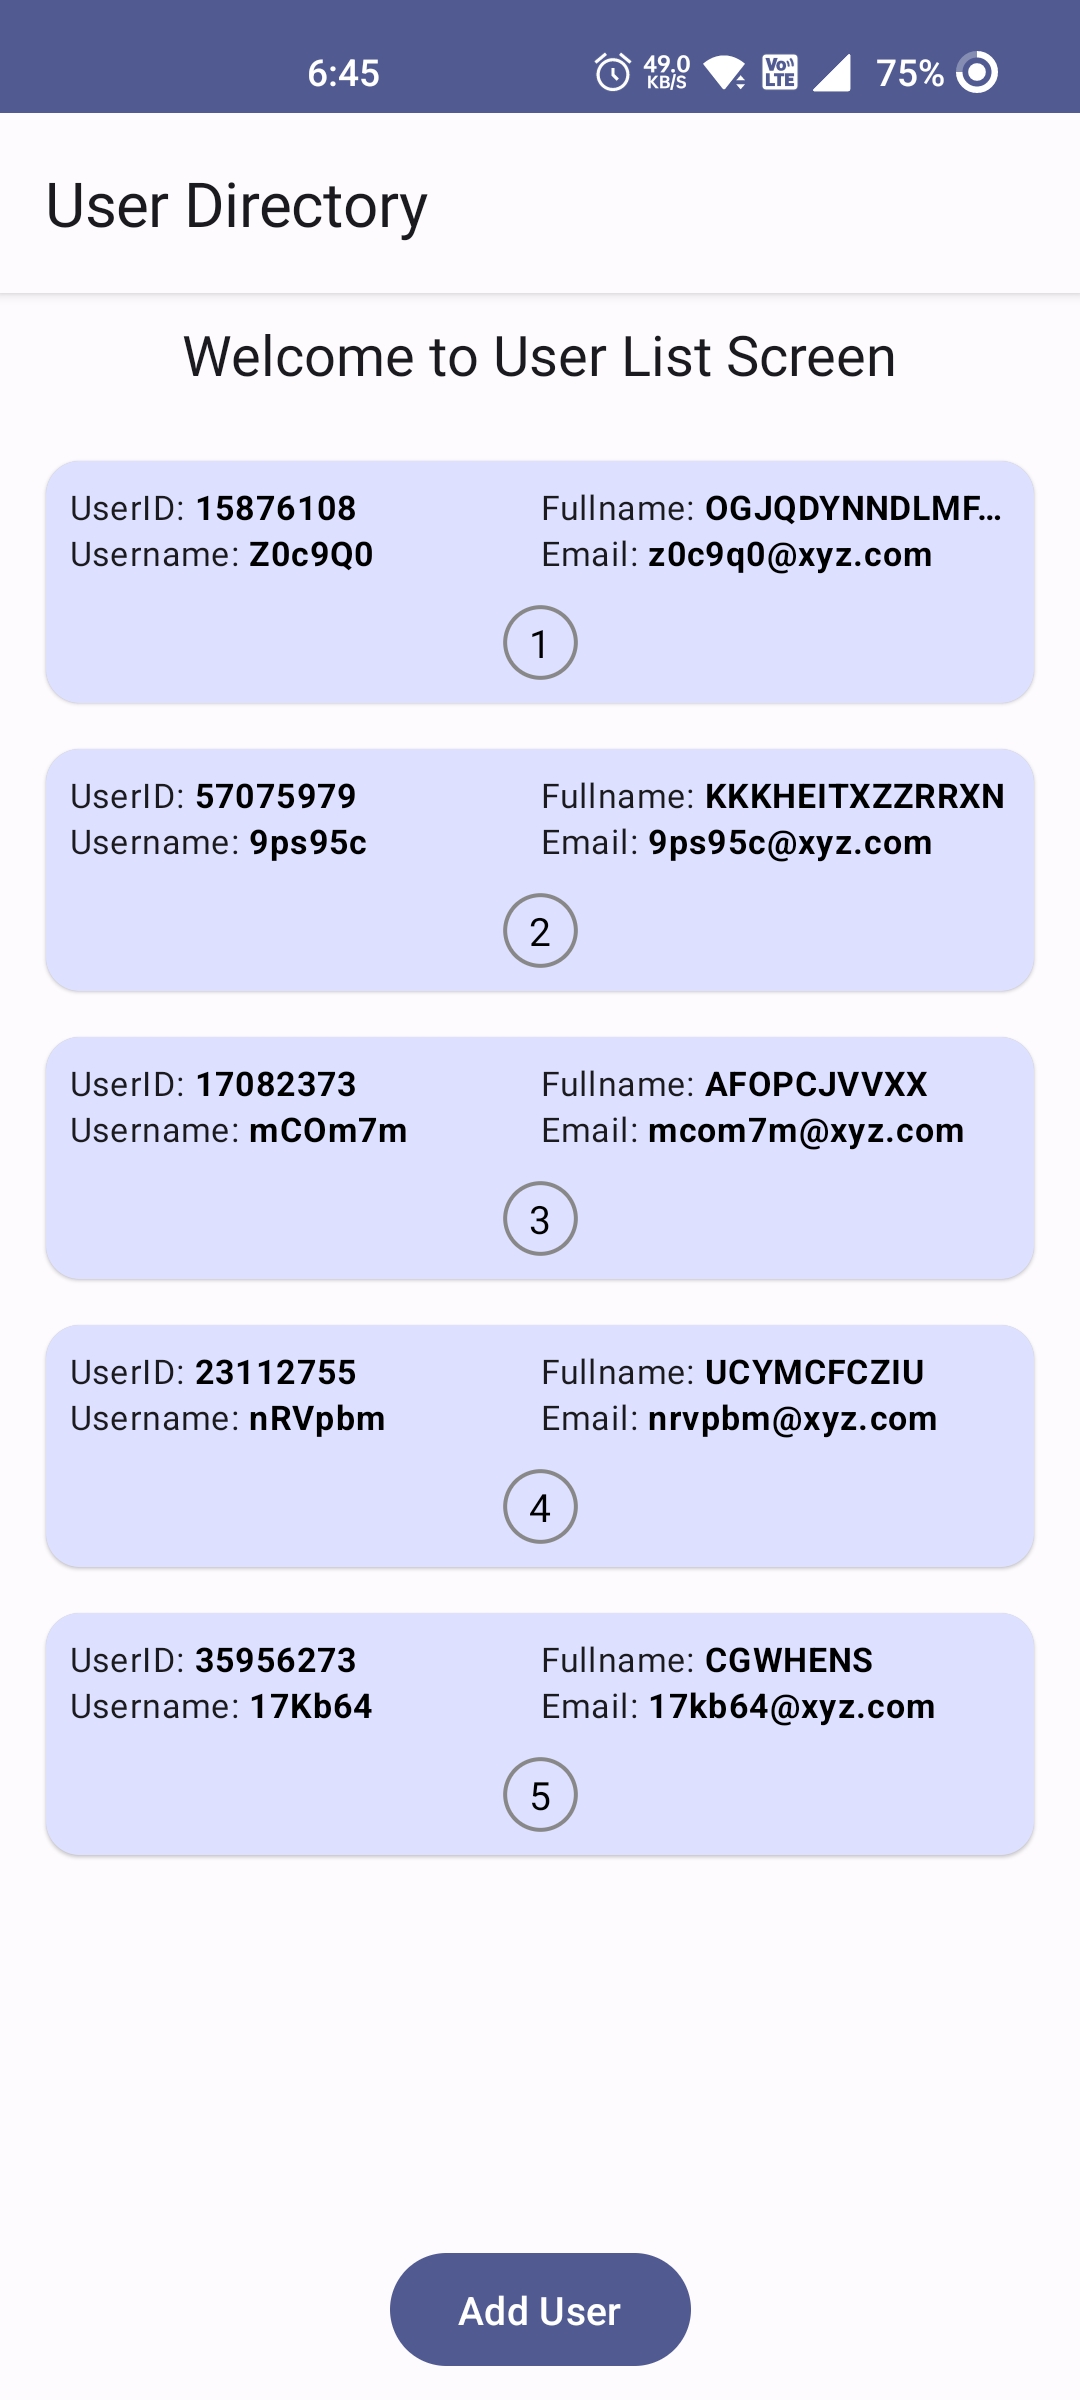 6:45 49.0 KB/S Vo)) LTE 75%
User Directory
Welcome to User List Screen
UserID: 15876108 Fullname: OGJQDYNNDLMF…
Username: Z0c9Q0 Email: z0c9q0@xyz.com
1
UserID: 57075979 Fullname: KKKHEITXZZRRXN
Username: 9ps95c Email: 9ps95c@xyz.com
2
UserID: 17082373 Fullname: AFOPCJVVXX
Username: mCOm7m Email: mcom7m@xyz.com
3
UserID: 23112755 Fullname: UCYMCFCZIU
Username: nRVpbm Email: nrvpbm@xyz.com
4
UserID: 35956273 Fullname: CGWHENS
Username: 17Kb64 Email: 17kb64@xyz.com
5
Add User